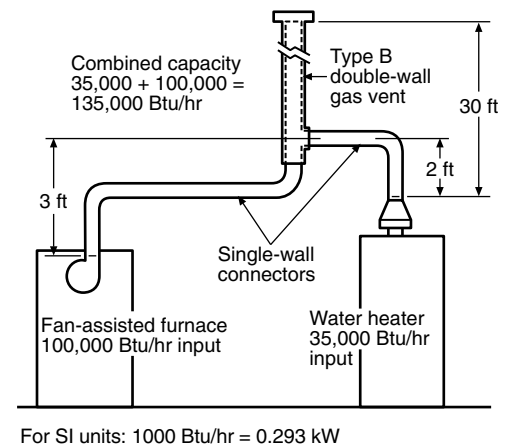 Combined capacity
35,000 + 100,000 =
135,000 Btu/hr
Type B
double-wall
gas vent
30 ft
2 ft
3 ft
Single-wall
connectors
Fan-assisted furnace
100,000 Btu/hr input
Water heater
35,000 Btu/hr
input
For SI units: 1000 Btu/hr = 0.293 kW